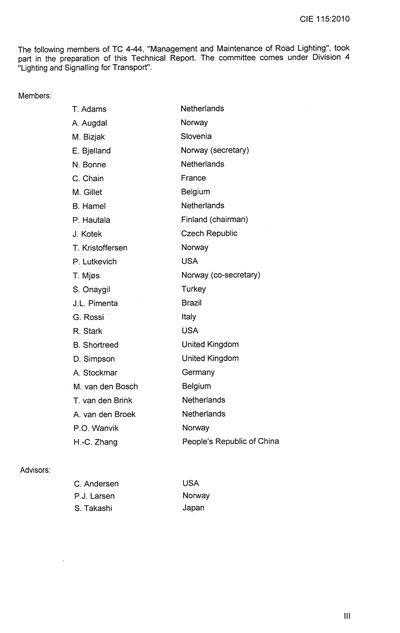 CIE 115:2010
The following members of TC 4-44, "Management and Maintenance of Road Lighting", took
part in the preparation of this Technical Report. The committee comes under Division 4
"Lighting and Signalling for Transport".
Members:
T. Adams Netherlands
A. Augdal Norway
M. Bizjak Slovenia
E. Bjelland Norway (secretary)
N. Bonne Netherlands
C. Chain France
M. Gillet Belgium
B. Hamel Netherlands
P. Hautala Finland (chairman)
J. Kotek Czech Republic
T. Kristoffersen Norway
P. Lutkevich USA
T. Mjøs Norway (co-secretary)
S. Onaygil Turkey
J.L. Pimenta Brazil
G. Rossi Italy
R. Stark USA
B. Shortreed United Kingdom
D. Simpson United Kingdom
A. Stockmar Germany
M. van den Bosch Belgium
T. van den Brink Netherlands
A. van den Broek Netherlands
P.O. Wanvik Norway
H.-C. Zhang People's Republic of China
Advisors:
C. Andersen USA
P.J. Larsen Norway
S. Takashi Japan
III